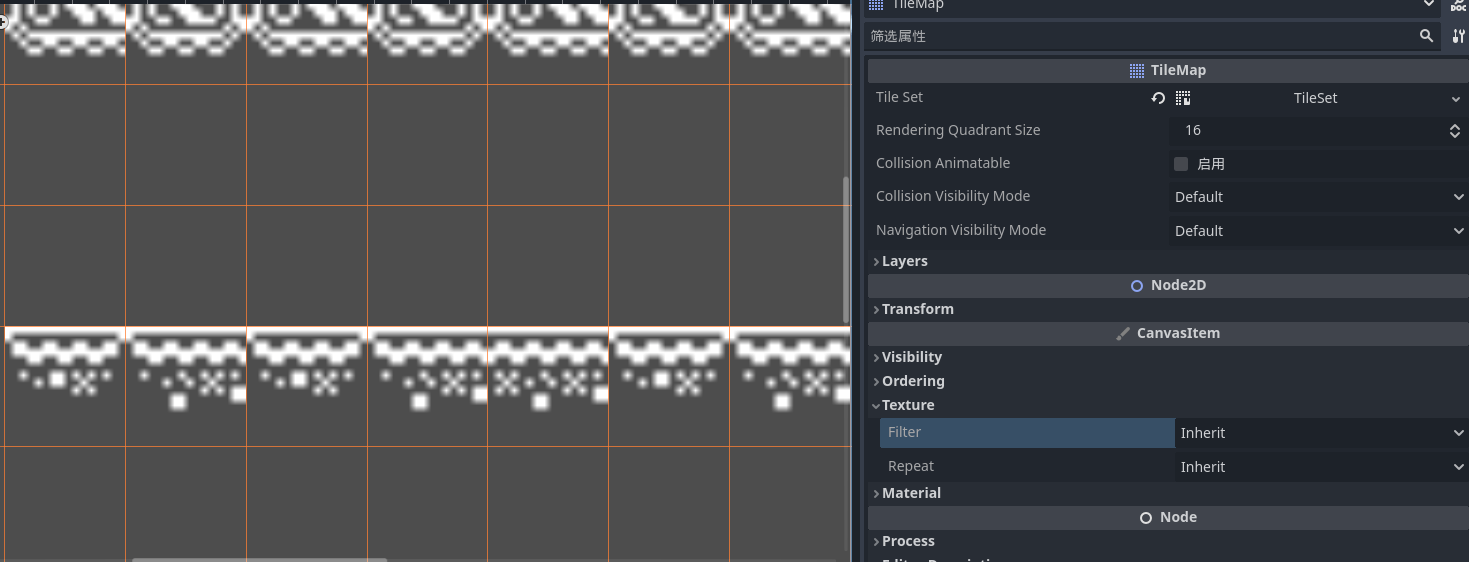 TileMap
筛选属性
TileMap
Tile Set TileSet
Rendering Quadrant Size 16
Collision Animatable 启用
Collision Visibility Mode Default
Navigation Visibility Mode Default
Layers
Node2D
Transform
CanvasItem
Visibility
Ordering
Texture
Filter Inherit
Repeat Inherit
Material
Node
Process